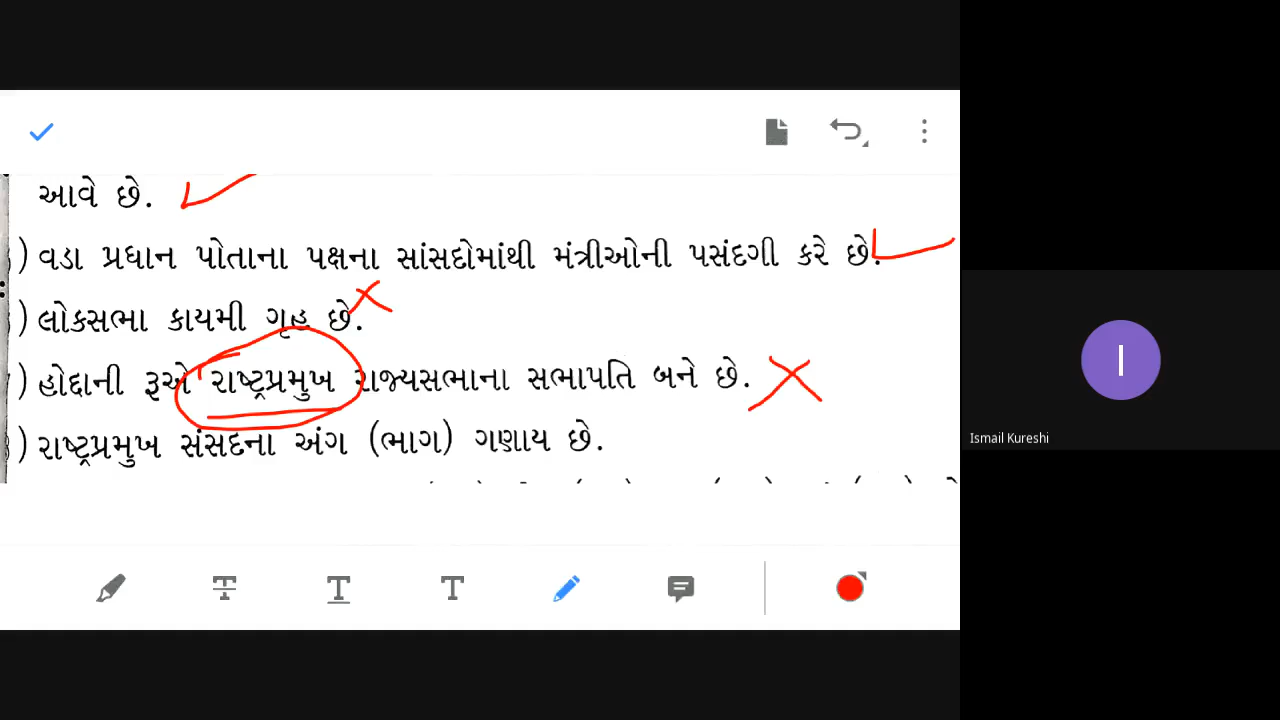 આવે છે.
) વડા પ્રધાન પોતાના પક્ષના સાંસદોમાંથી મંત્રીઓની પસંદગી કરે છે.
) લોકસભા કાયમી ગૃહ છે.
) હોદ્દાની રૂએ રાષ્ટ્રપ્રમુખ રાજ્યસભાના સભાપતિ બને છે.
) રાષ્ટ્રપ્રમુખ સંસદના અંગ (ભાગ) ગણાય છે.
I
Ismail Kureshi